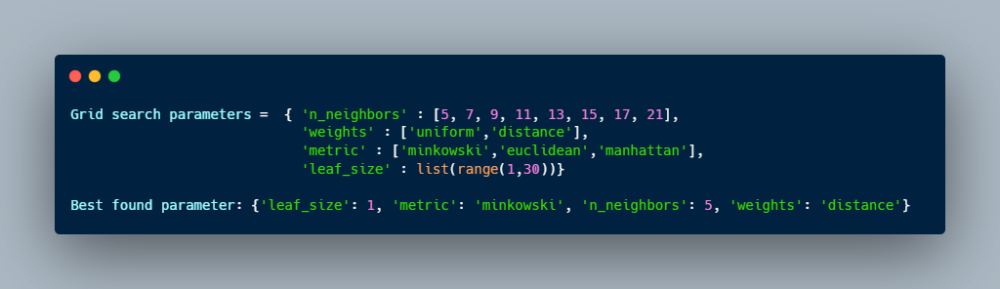 Grid search parameters =  { 'n_neighbors' : [5, 7, 9, 11, 13, 15, 17, 21],
'weights' : ['uniform','distance'],
'metric' : ['minkowski','euclidean','manhattan'],
'leaf_size' : list(range(1,30))}
Best found parameter: {'leaf_size': 1, 'metric': 'minkowski', 'n_neighbors': 5, 'weights': 'distance'}